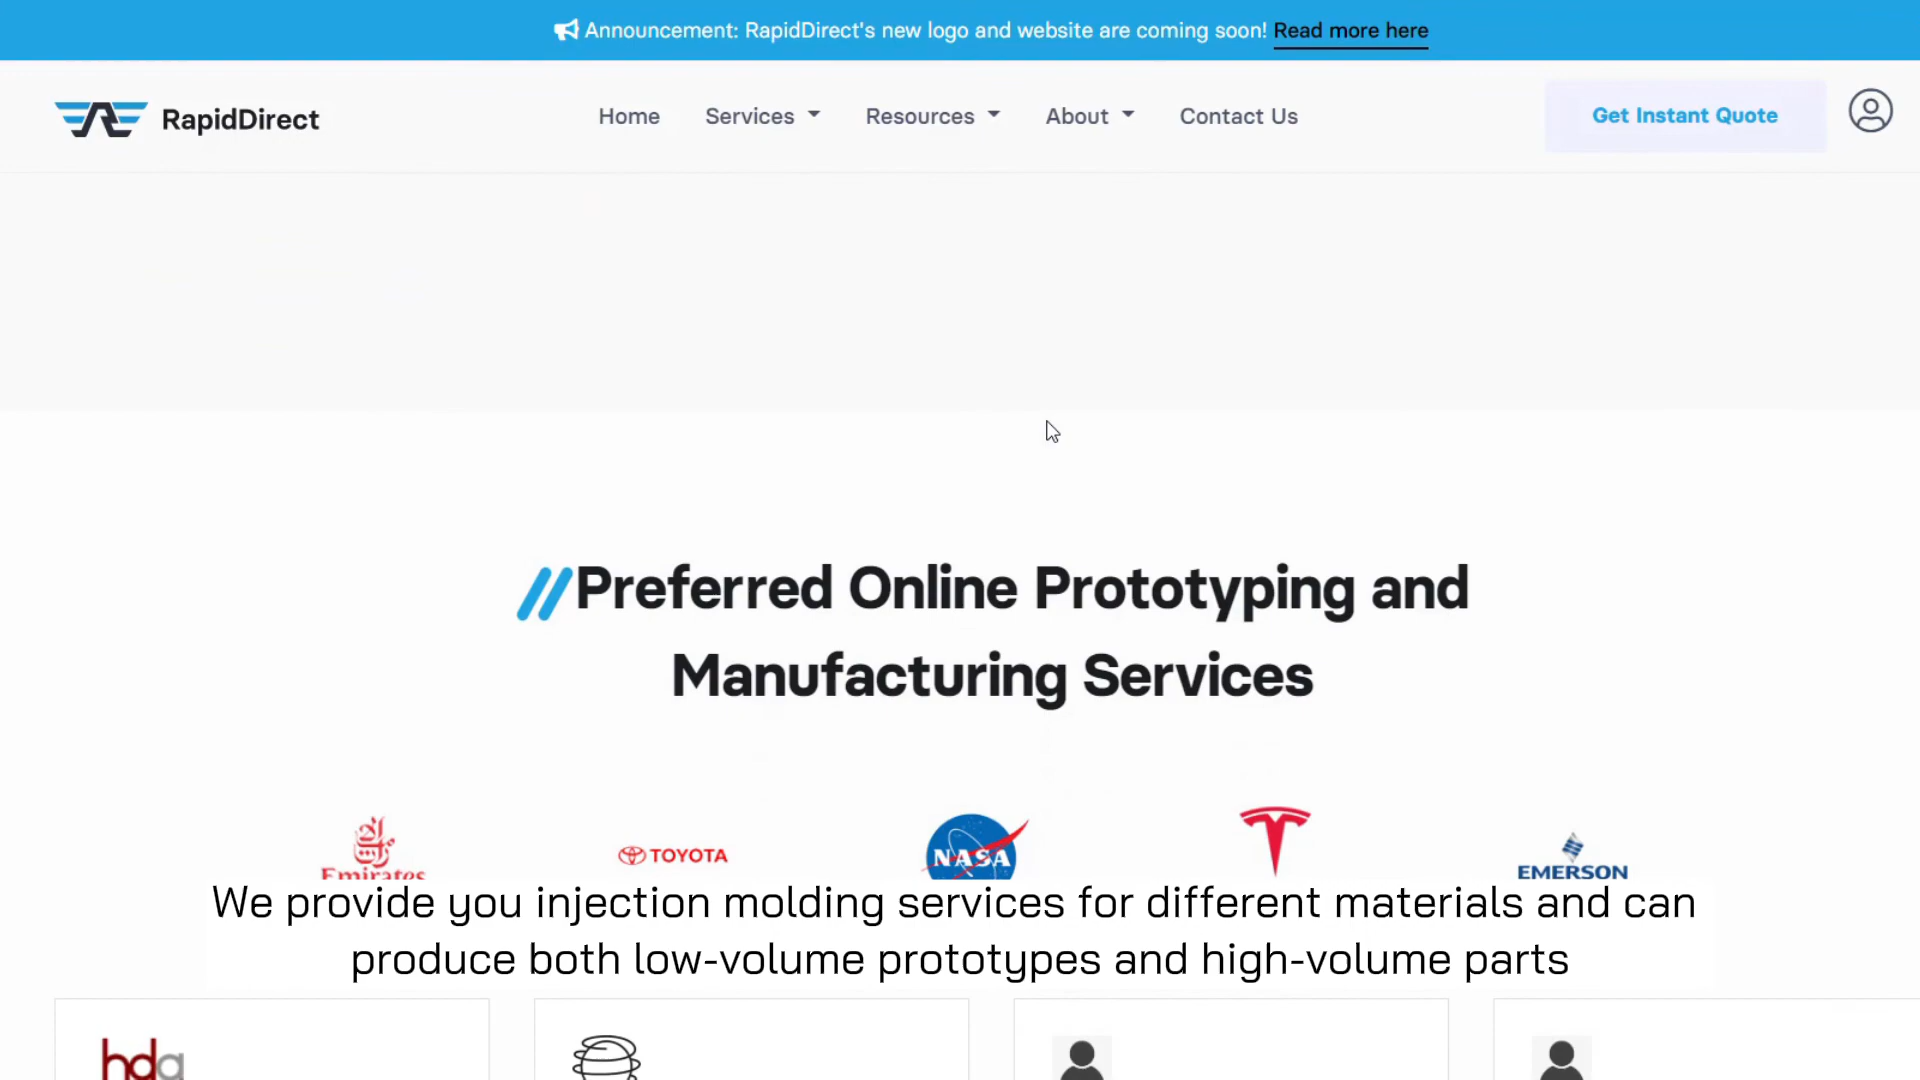 Announcement: RapidDirect's new logo and website are coming soon! Read more here
RapidDirect
Home
Services
Resources
About
Contact Us
Get Instant Quote
Preferred Online Prototyping and
Manufacturing Services
Emirates
TOYOTA
NASA
EMERSON
We provide you injection molding services for different materials and can
produce both low-volume prototypes and high-volume parts
hda